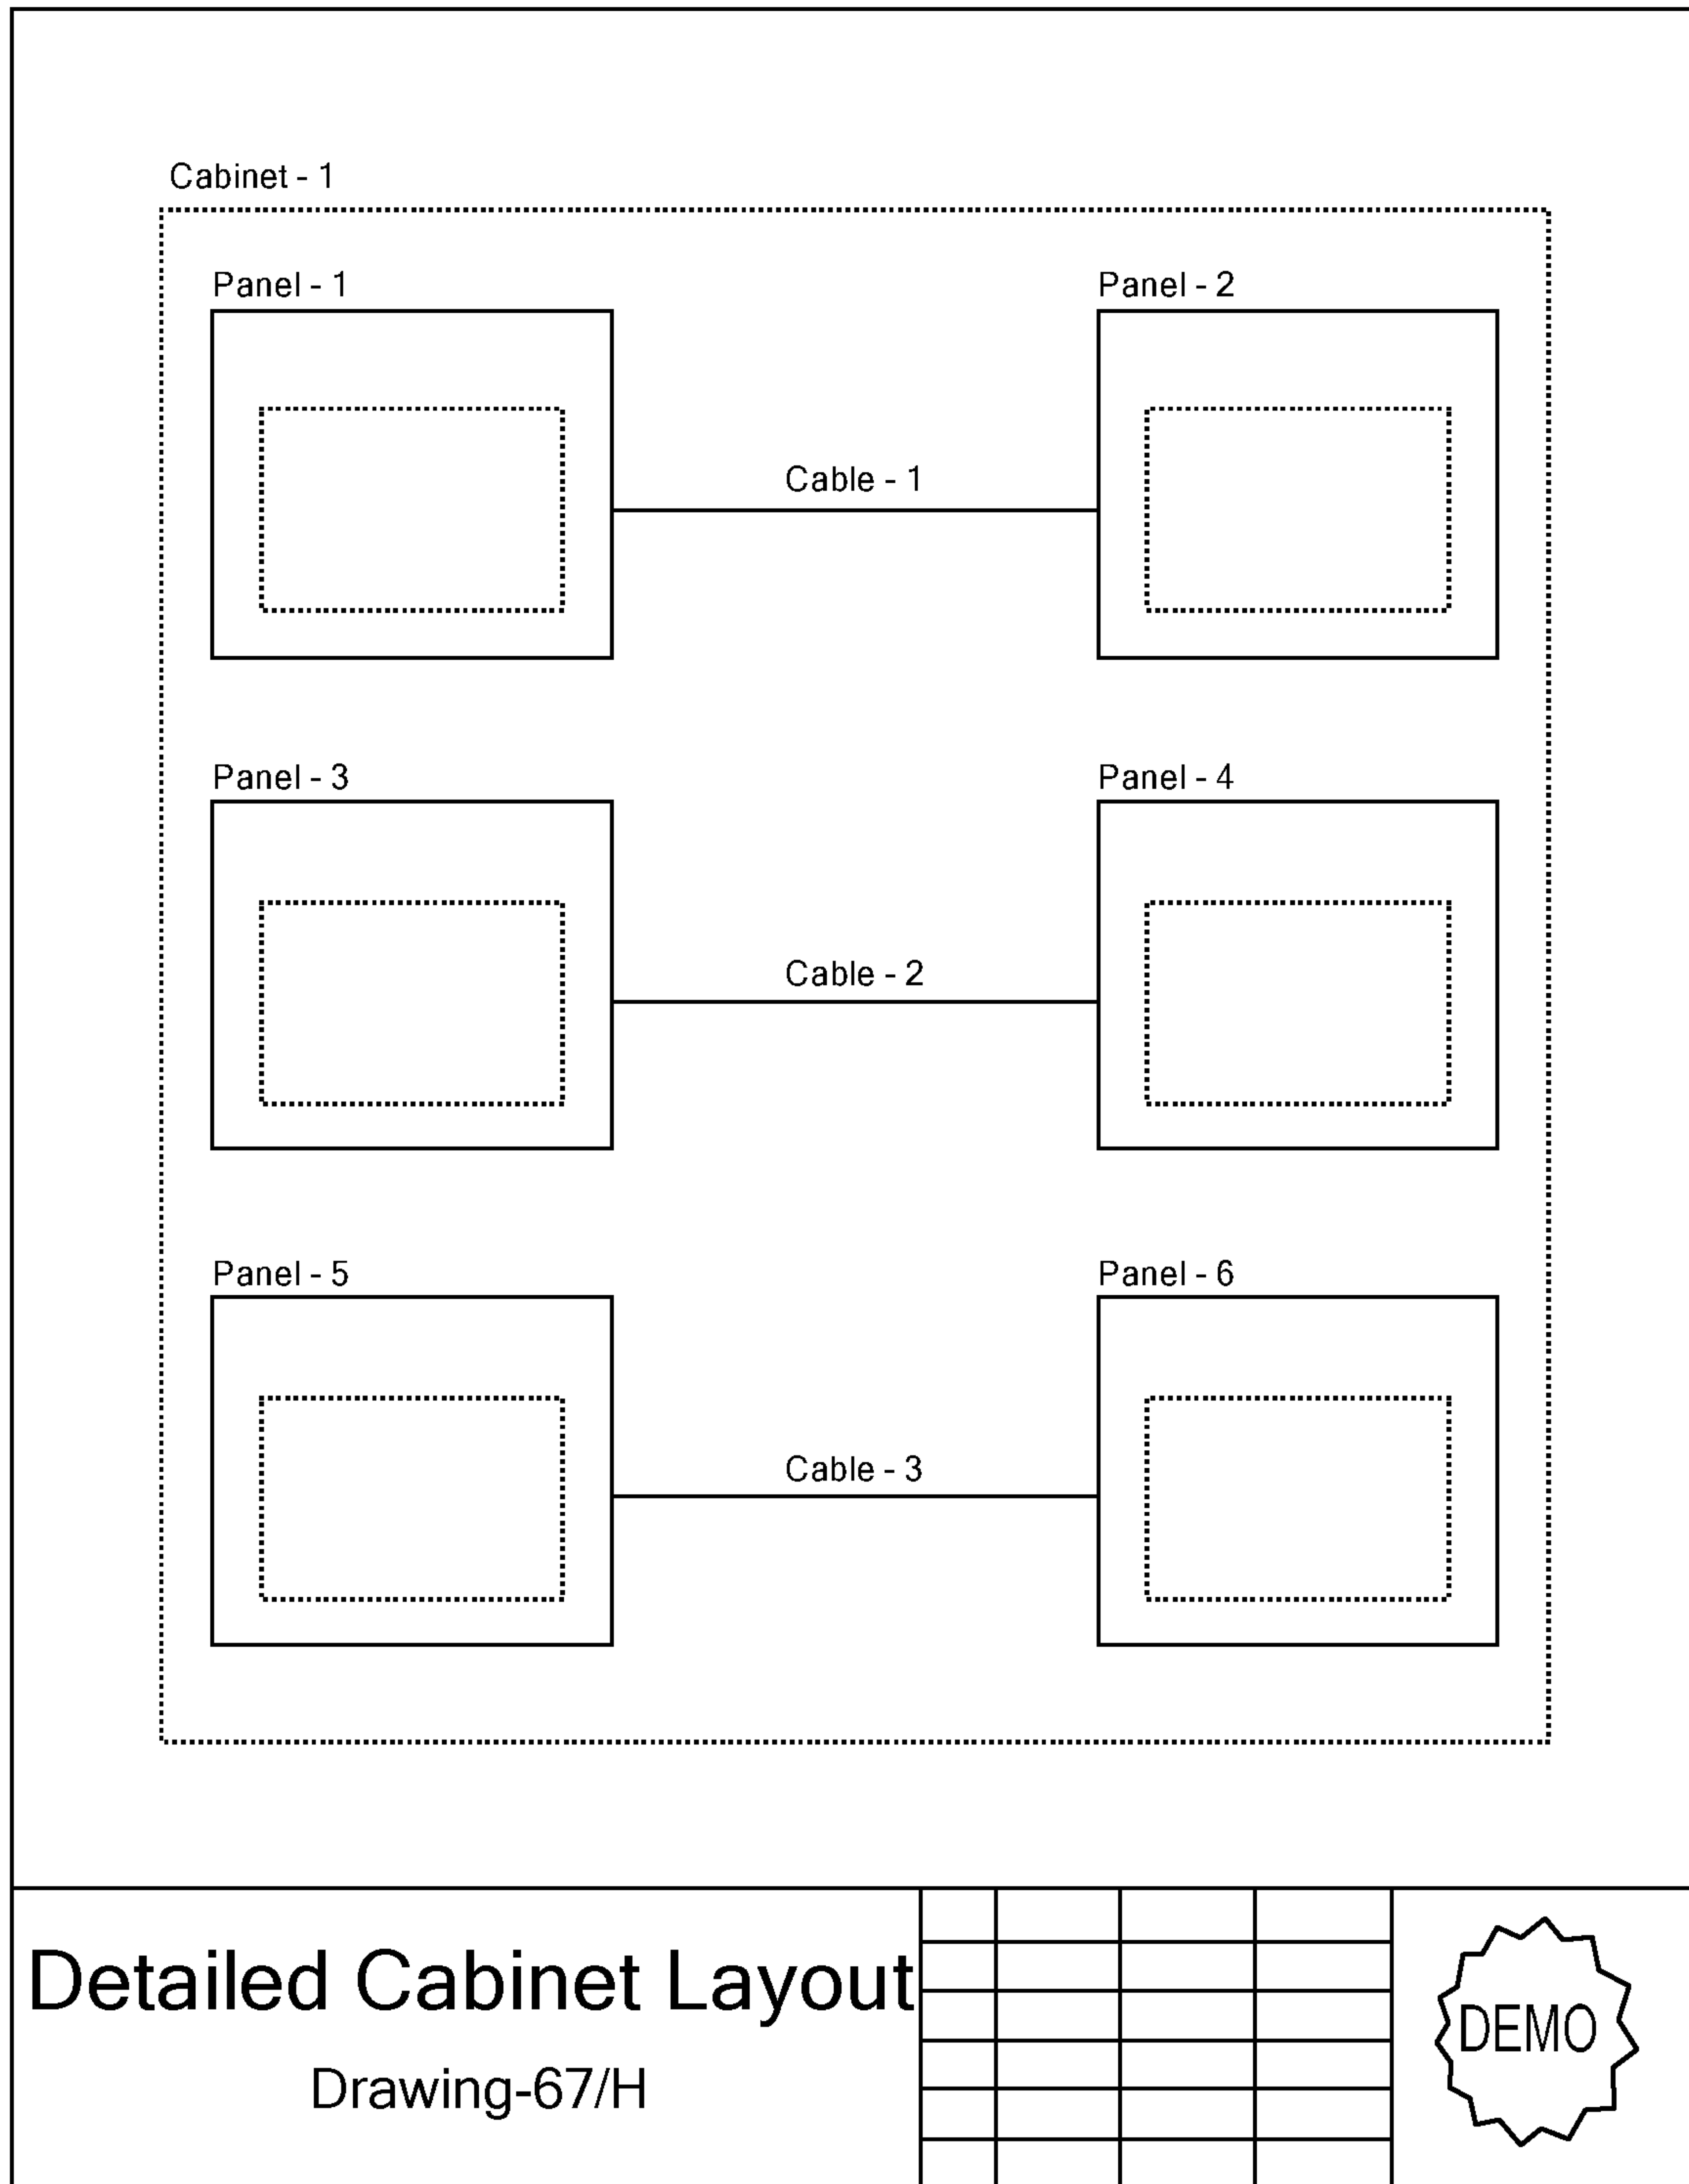 Cabinet - 1
Panel - 1
Panel - 2
Cable - 1
Panel - 3
Panel - 4
Cable - 2
Panel - 5
Panel - 6
Cable - 3
Detailed Cabinet Layout
Drawing-67/H
DEMO